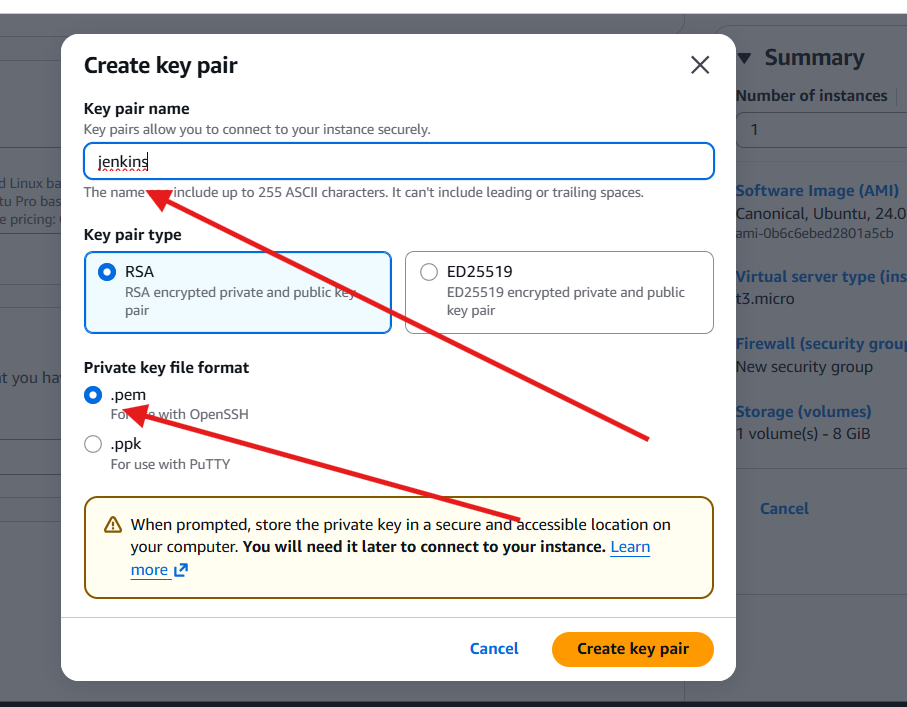 Create key pair
Key pair name
Key pairs allow you to connect to your instance securely.
jenkins
The name include up to 255 ASCII characters. It can't include leading or trailing spaces.
Key pair type
RSA
RSA encrypted private and public key
pair
ED25519
ED25519 encrypted private and public
key pair
Private key file format
.pem
For use with OpenSSH
.ppk
For use with PuTTY
When prompted, store the private key in a secure and accessible location on
your computer. You will need it later to connect to your instance. Learn
more
Cancel
Create key pair
Summary
Number of instances
1
Software Image (AMI)
Canonical, Ubuntu, 24.0
ami-0b6c6ebed2801a5cb
Virtual server type (ins
t3.micro
Firewall (security group
New security group
Storage (volumes)
1 volume(s) - 8 GiB
Cancel
d Linux ba
tu Pro bas
e pricing:
t you ha